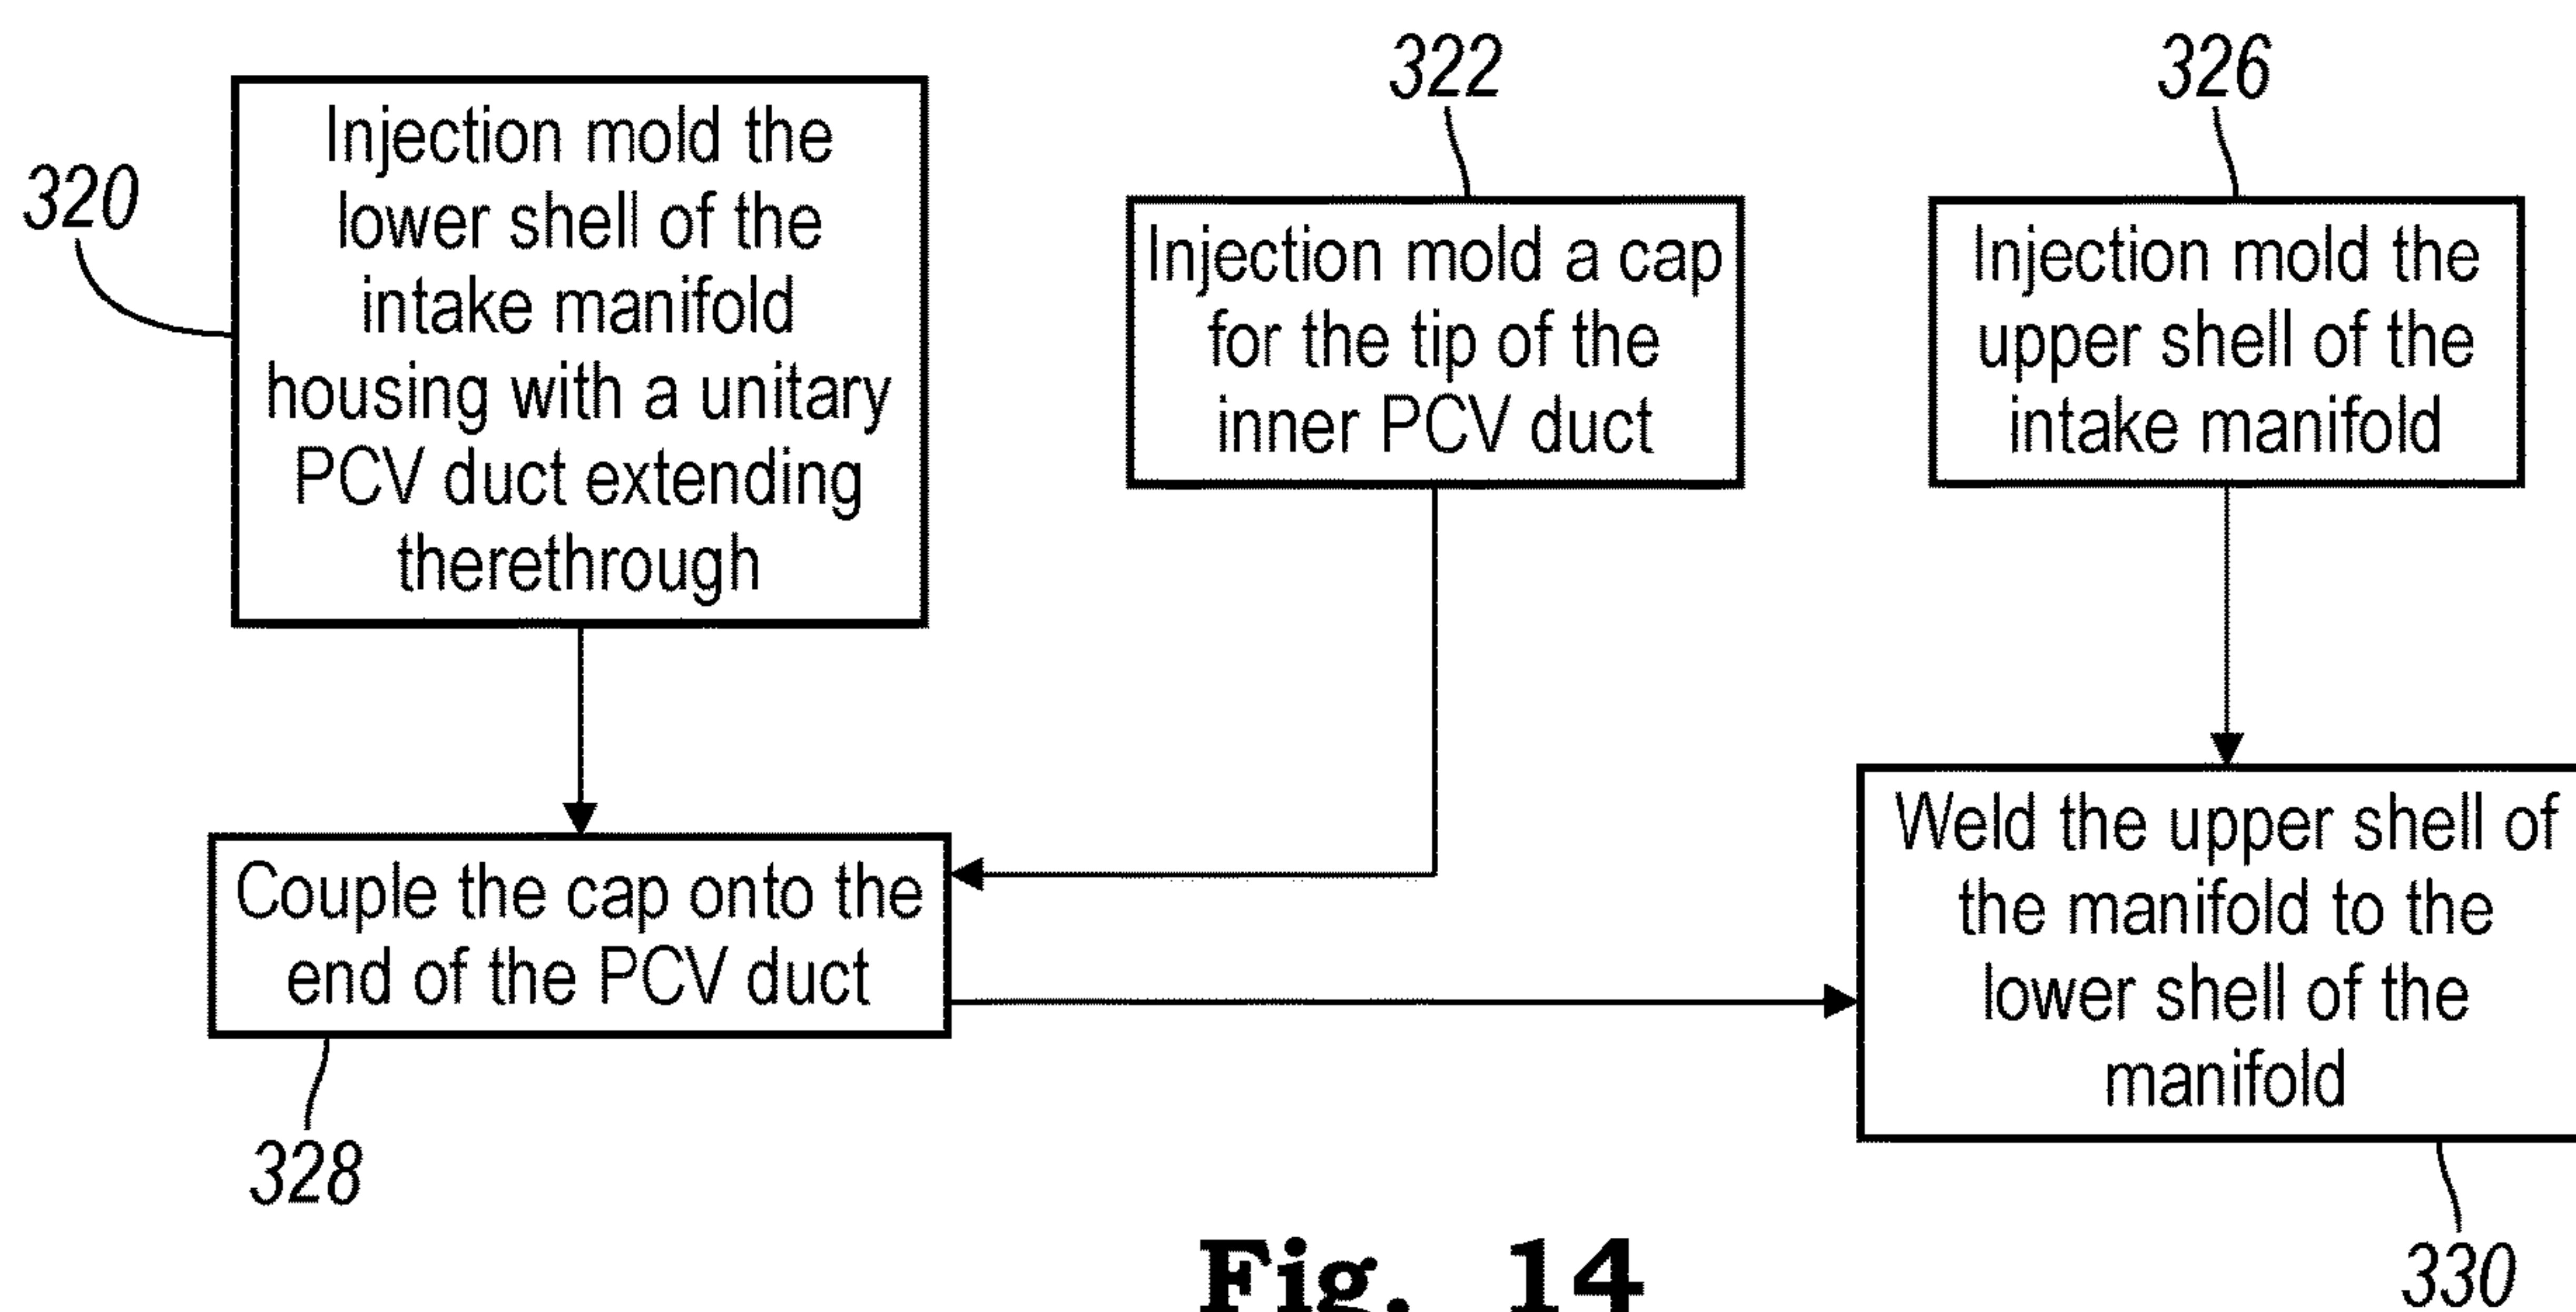 320
Injection mold the
lower shell of the
intake manifold
housing with a unitary
PCV duct extending
therethrough
322
Injection mold a cap
for the tip of the
inner PCV duct
326
Injection mold the
upper shell of the
intake manifold
Couple the cap onto the
end of the PCV duct
328
Weld the upper shell of
the manifold to the
lower shell of the
manifold
330
Fig. 14